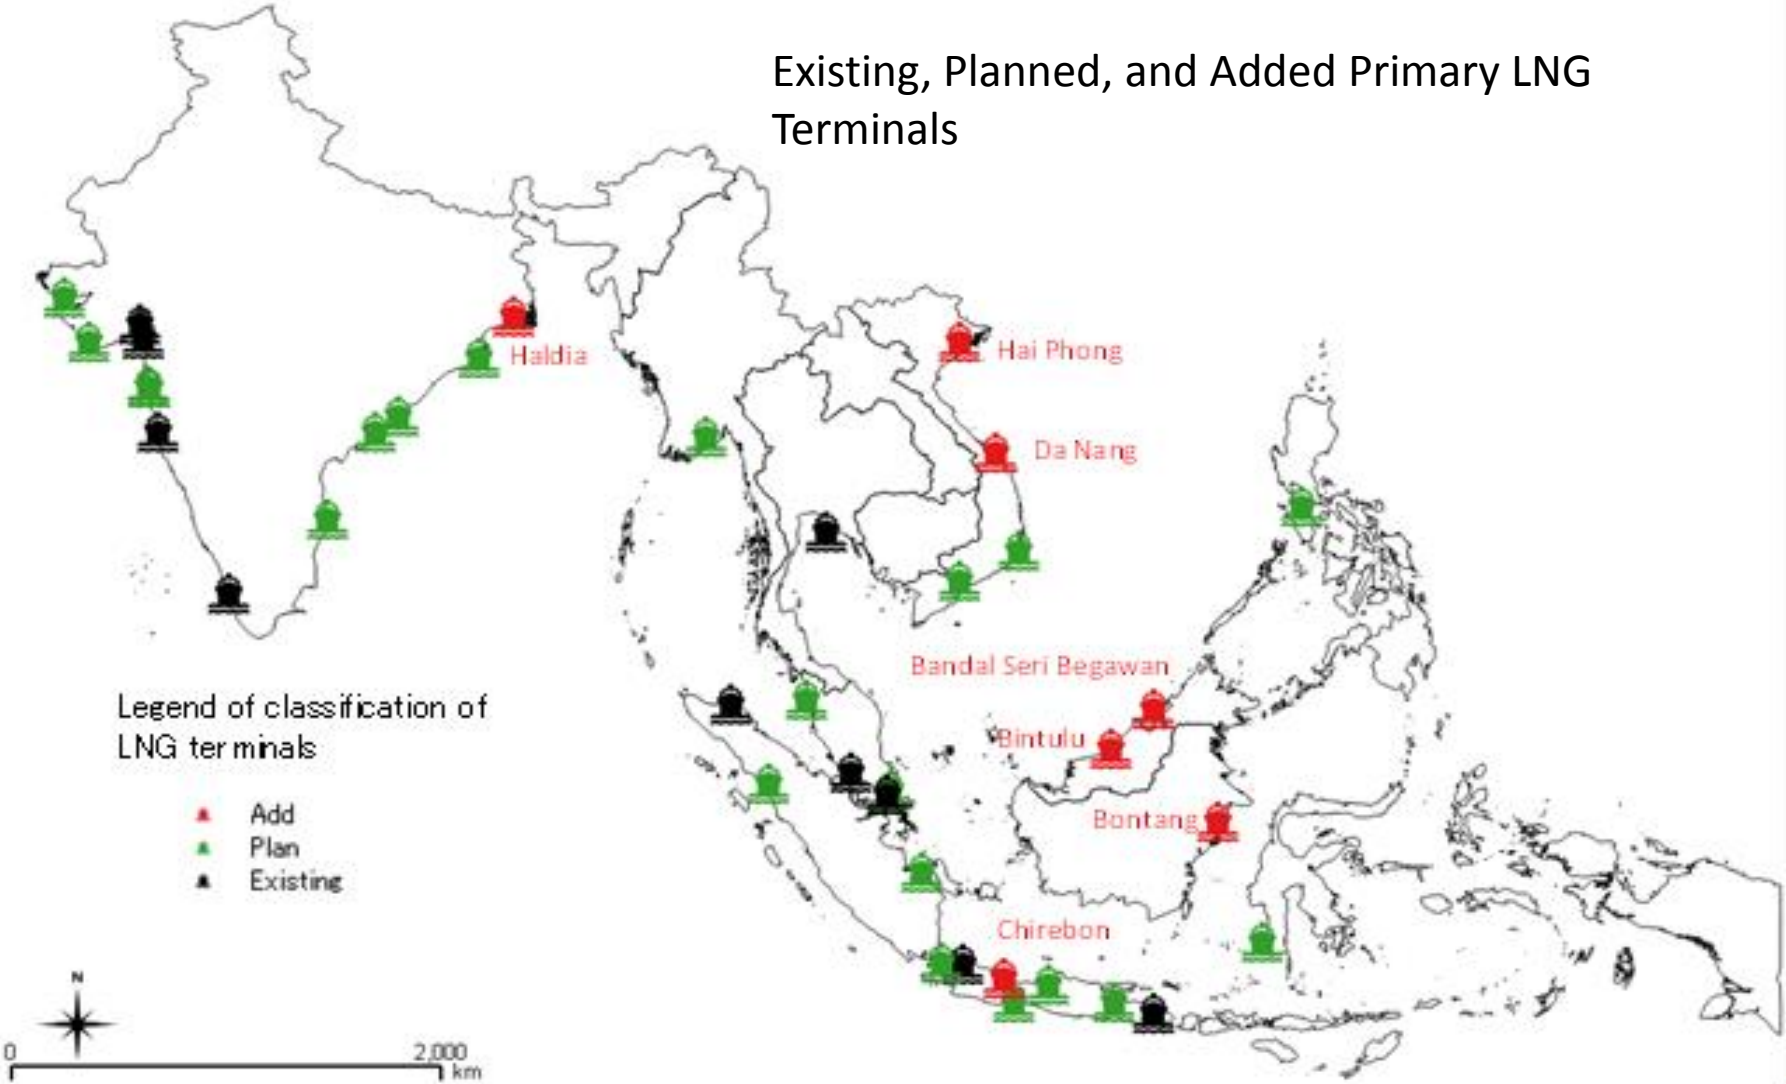 Existing, Planned, and Added Primary LNG
Terminals
Haldia
Hai Phong
Da Nang
Bandal Seri Begawan
Bintulu
Bontang
Chirebon
Legend of classification of
LNG terminals
Add
Plan
Existing
N
0 2,000
km